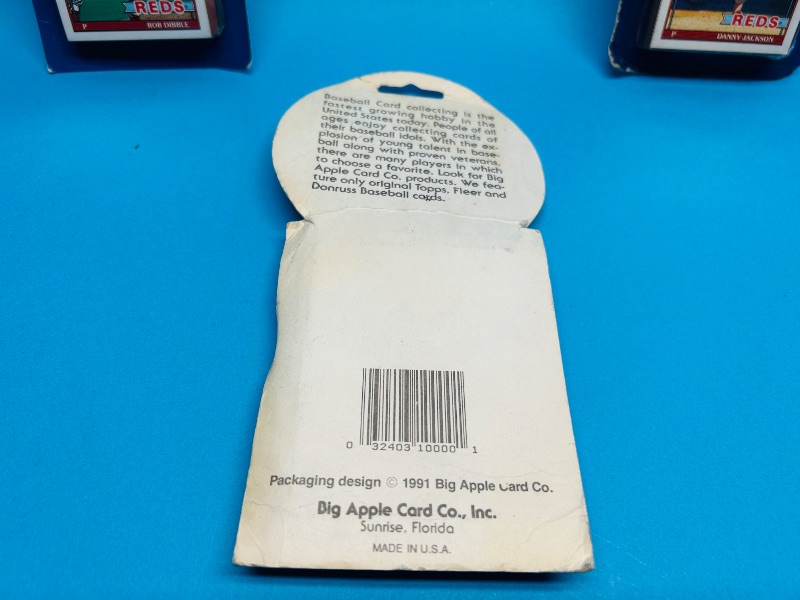 REDS
P ROB DIBBLE
REDS
P DANNY JACKSON
Baseball Card collecting is the
fastest growing hobby in the
United States today. People of all
ages enjoy collecting cards of
their baseball idols. With the ex-
plosion of young talent in base-
ball along with proven veterans,
there are many players in which
to choose a favorite. Look for Big
Apple Card Co. products. We fea-
ture only original Topps, Fleer and
Donruss Baseball cards.
0 32403 10000 1
Packaging design © 1991 Big Apple Card Co.
Big Apple Card Co., Inc.
Sunrise, Florida
MADE IN U.S.A.